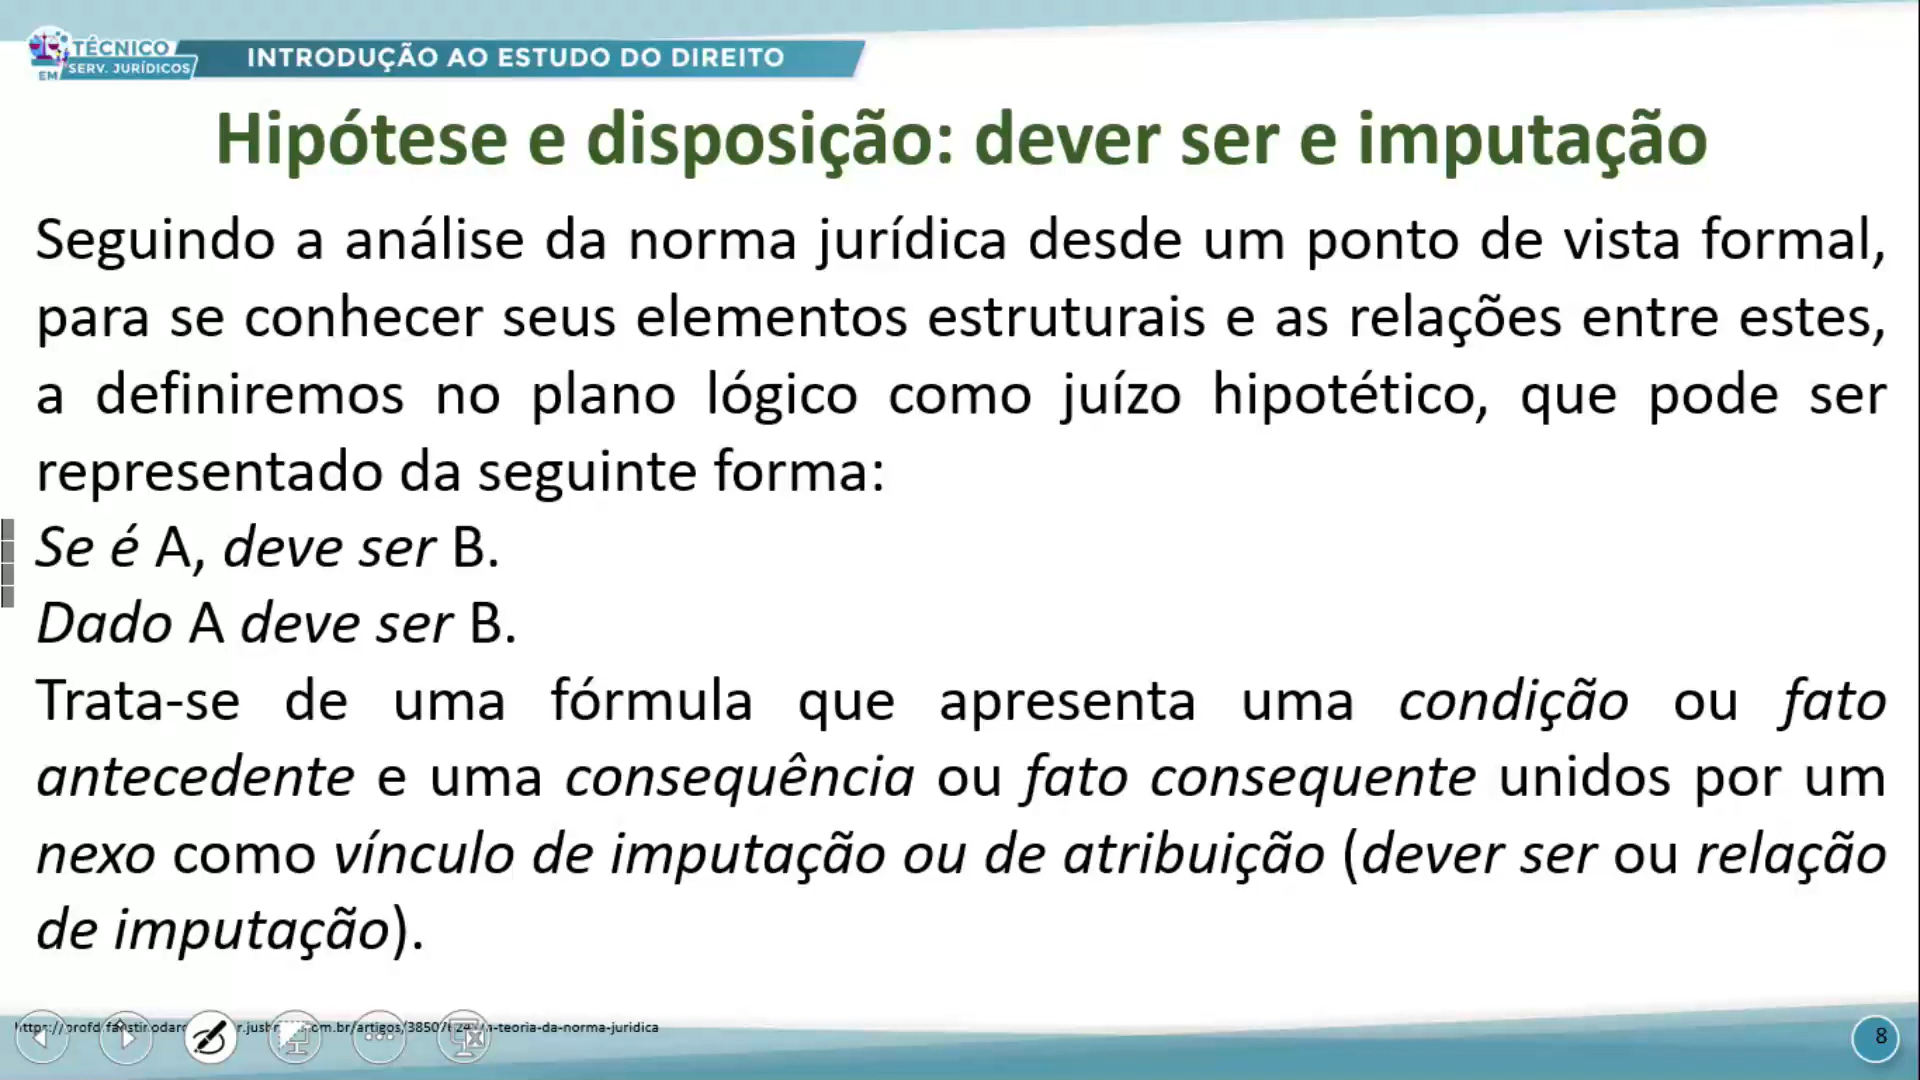 TÉCNICO
EM SERV. JURÍDICOS
INTRODUÇÃO AO ESTUDO DO DIREITO
Hipótese e disposição: dever ser e imputação
Seguindo a análise da norma jurídica desde um ponto de vista formal,
para se conhecer seus elementos estruturais e as relações entre estes,
a definiremos no plano lógico como juízo hipotético, que pode ser
representado da seguinte forma:
Se é A, deve ser B.
Dado A deve ser B.
Trata-se de uma fórmula que apresenta uma condição ou fato
antecedente e uma consequência ou fato consequente unidos por um
nexo como vínculo de imputação ou de atribuição (dever ser ou relação
de imputação).
-teoria-da-norma-juridica
8